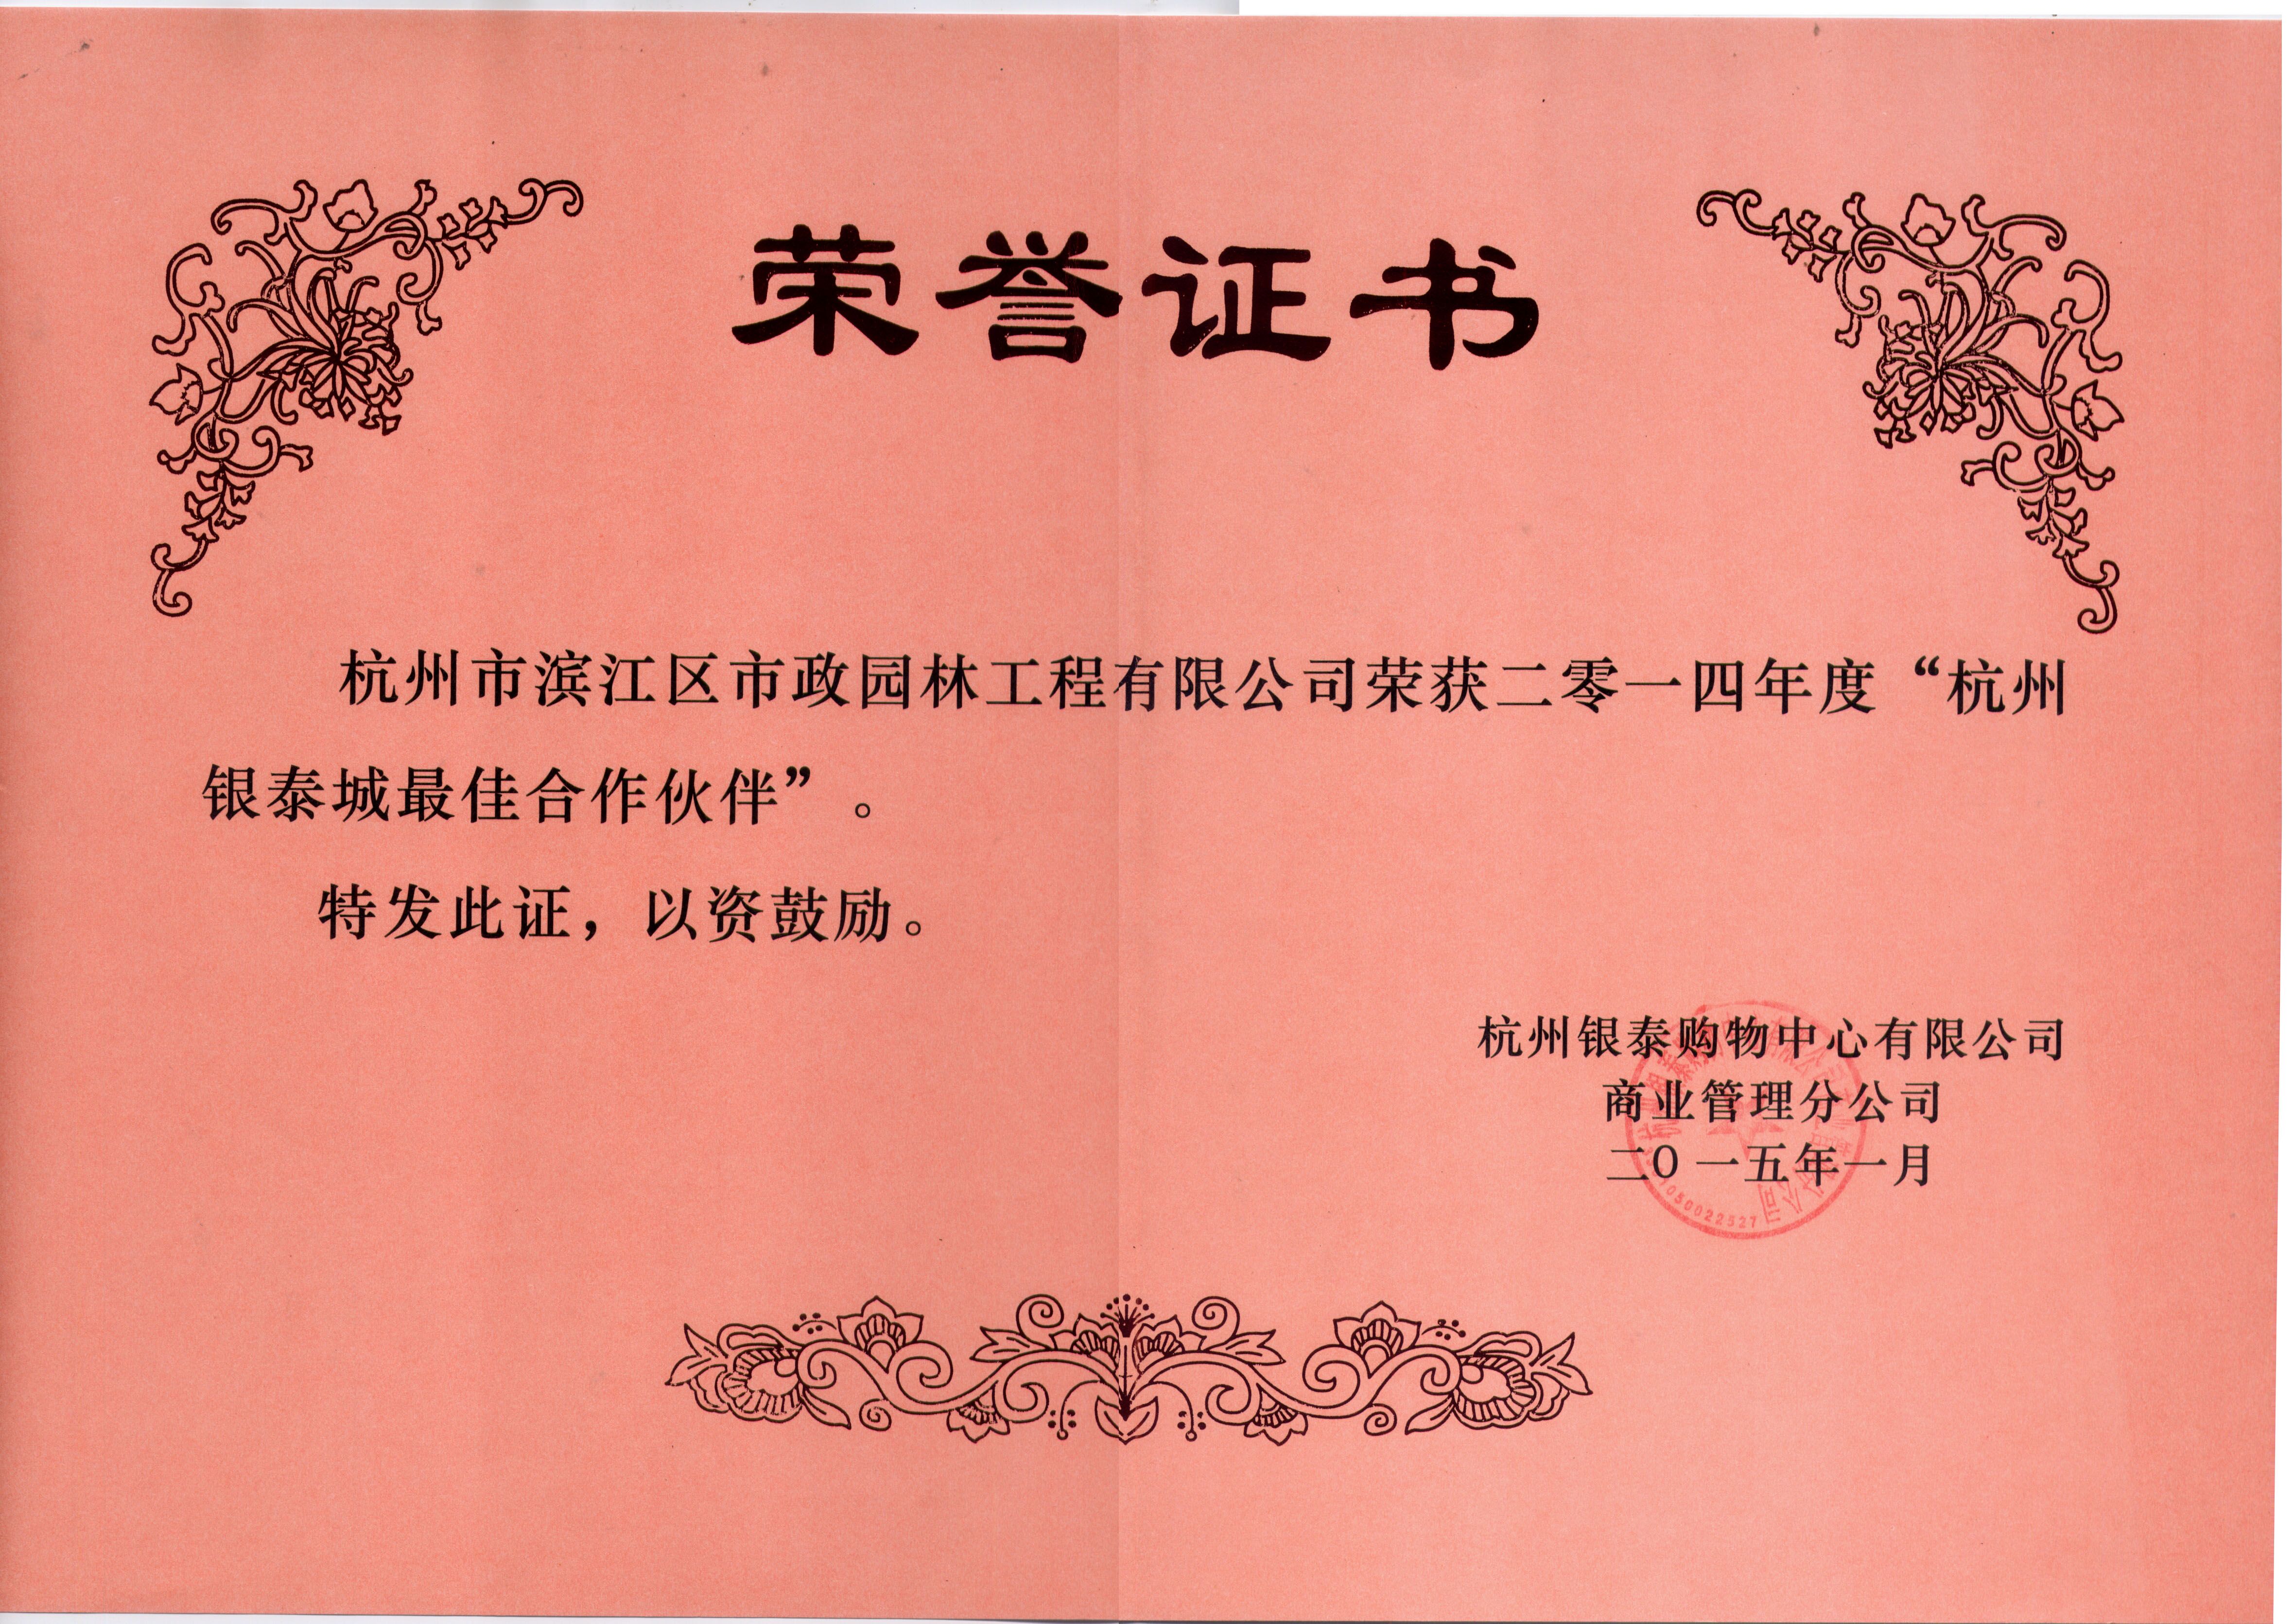 荣誉证书
杭州市滨江区市政园林工程有限公司荣获二零一四年度“杭州
银泰城最佳合作伙伴”。
特发此证，以资鼓励。
杭州银泰购物中心有限公司
商业管理分公司
二0一五年一月